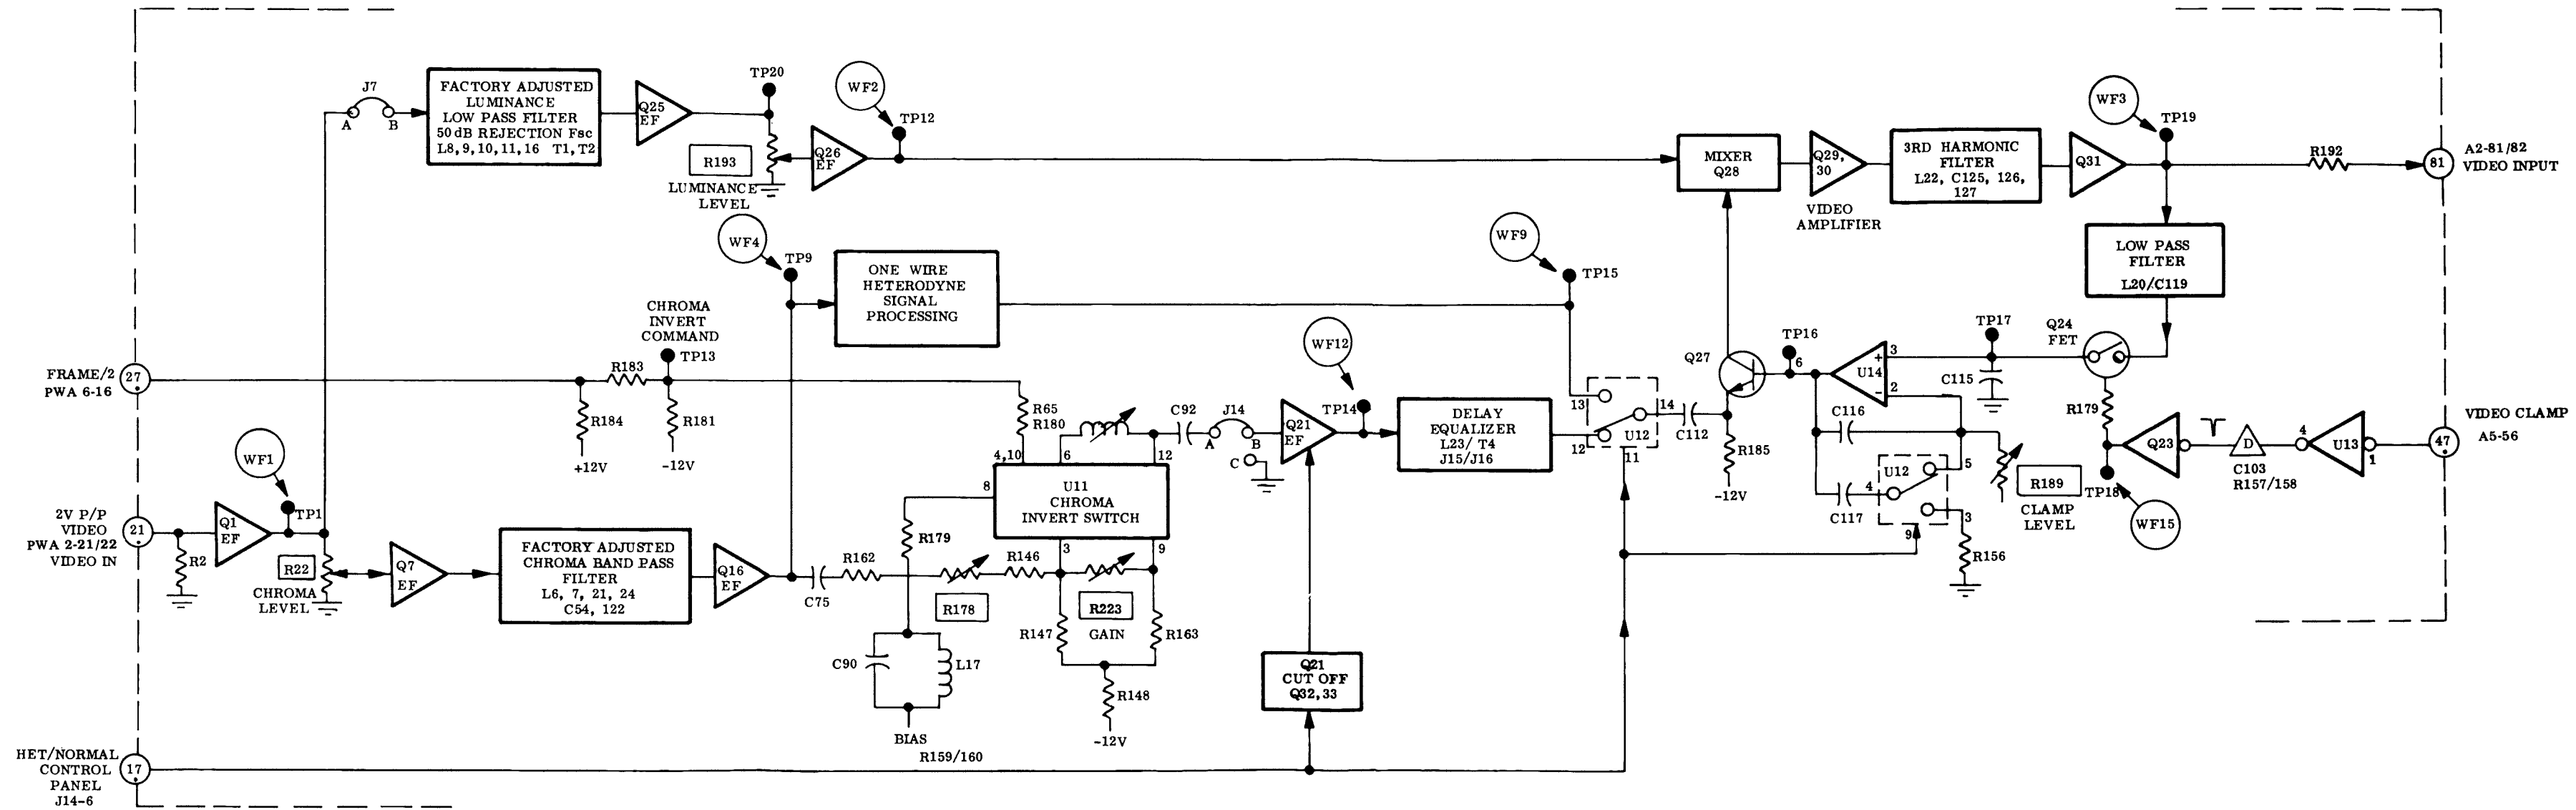 J7
A
B
FACTORY ADJUSTED
LUMINANCE
LOW PASS FILTER
50 dB REJECTION Fsc
L8, 9, 10, 11, 16 T1, T2
Q25
EF
TP20
R193
LUMINANCE
LEVEL
Q26
EF
WF2
TP12
MIXER
Q28
Q29,
30
VIDEO
AMPLIFIER
3RD HARMONIC
FILTER
L22, C125, 126,
127
Q31
WF3
TP19
R192
81
A2-81/82
VIDEO INPUT
LOW PASS
FILTER
L20/C119
WF4
TP9
ONE WIRE
HETERODYNE
SIGNAL
PROCESSING
WF9
TP15
CHROMA
INVERT
COMMAND
TP13
FRAME/2
PWA 6-16
27
R183
R184
+12V
R181
-12V
R65
R180
4,10
6
12
C92
J14
A
B
C
Q21
EF
WF12
TP14
DELAY
EQUALIZER
L23/ T4
J15/J16
13
12
14
U12
11
C112
Q27
R185
-12V
TP16
6
U14
+
3
-
2
TP17
C115
Q24
FET
R179
C116
C117
U12
4
5
3
9
R156
R189
CLAMP
LEVEL
Q23
TP18
WF15
D
C103
R157/158
4
U13
1
47
VIDEO CLAMP
A5-56
2V P/P
VIDEO
PWA 2-21/22
VIDEO IN
21
R2
Q1
EF
WF1
TP1
R22
CHROMA
LEVEL
Q7
EF
FACTORY ADJUSTED
CHROMA BAND PASS
FILTER
L6, 7, 21, 24
C54, 122
Q16
EF
C75
R162
8
R179
U11
CHROMA
INVERT SWITCH
3
9
R178
R146
R223
GAIN
R147
R163
R148
-12V
C90
L17
BIAS
R159/160
Q21
CUT OFF
Q32,33
HET/NORMAL
CONTROL
PANEL
J14-6
17